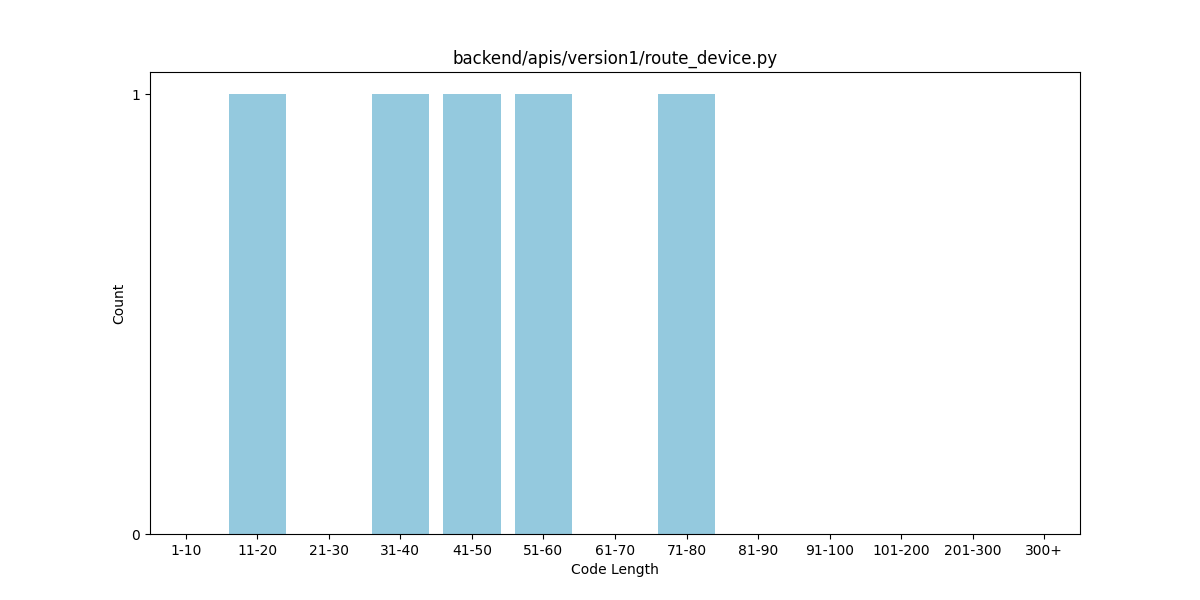 backend/apis/version1/route_device.py
1
Count
0
1-10 11-20 21-30 31-40 41-50 51-60 61-70 71-80 81-90 91-100 101-200 201-300 300+
Code Length